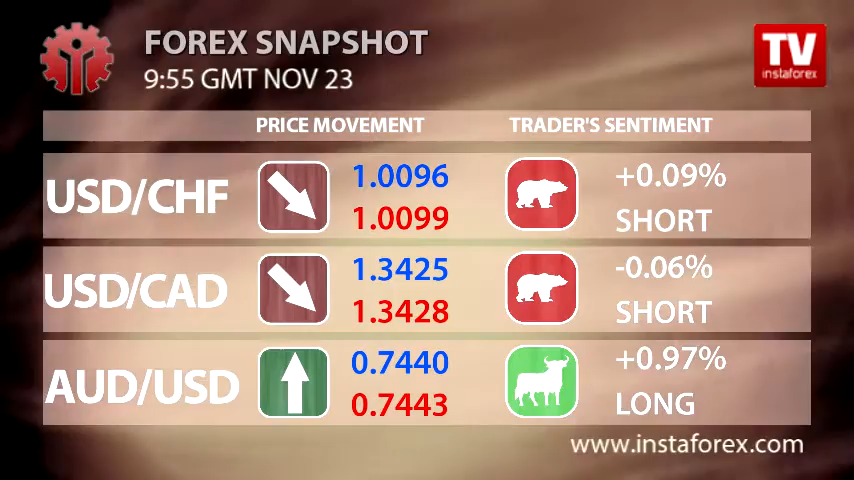 FOREX SNAPSHOT
9:55 GMT NOV 23
TV
instaforex
PRICE MOVEMENT TRADER'S SENTIMENT
USD/CHF
1.0096
1.0099
+0.09%
SHORT
USD/CAD
1.3425
1.3428
-0.06%
SHORT
AUD/USD
0.7440
0.7443
+0.97%
LONG
www.instaforex.com